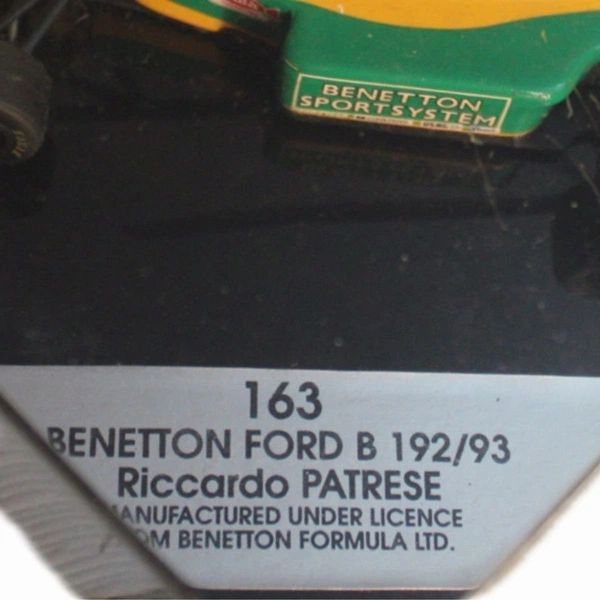 BENETTON
SPORTSYSTEM
163
BENETTON FORD B 192/93
Riccardo PATRESE
MANUFACTURED UNDER LICENCE
FROM BENETTON FORMULA LTD.